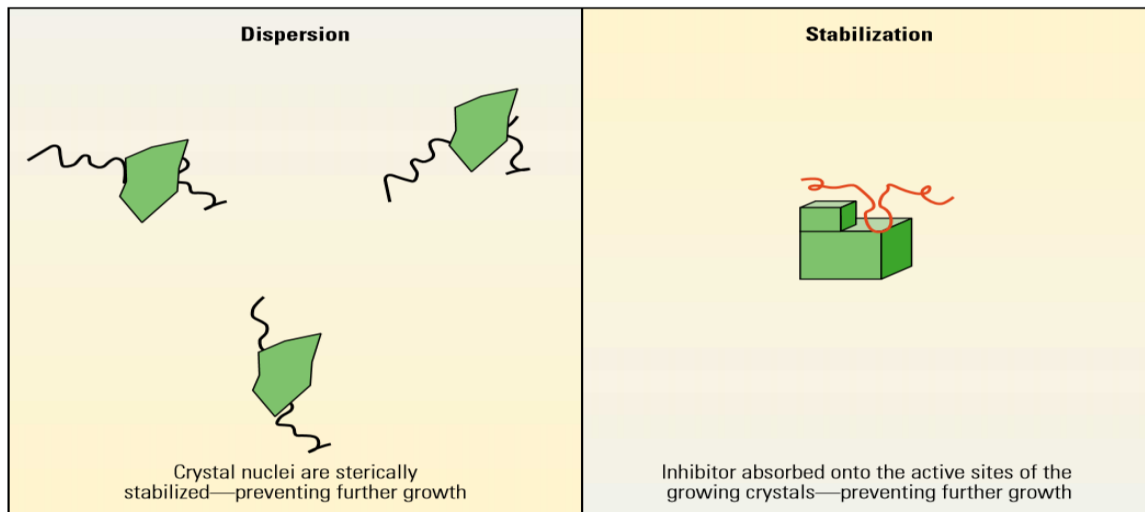 Dispersion
Crystal nuclei are sterically
stabilized—preventing further growth
Stabilization
Inhibitor absorbed onto the active sites of the
growing crystals—preventing further growth